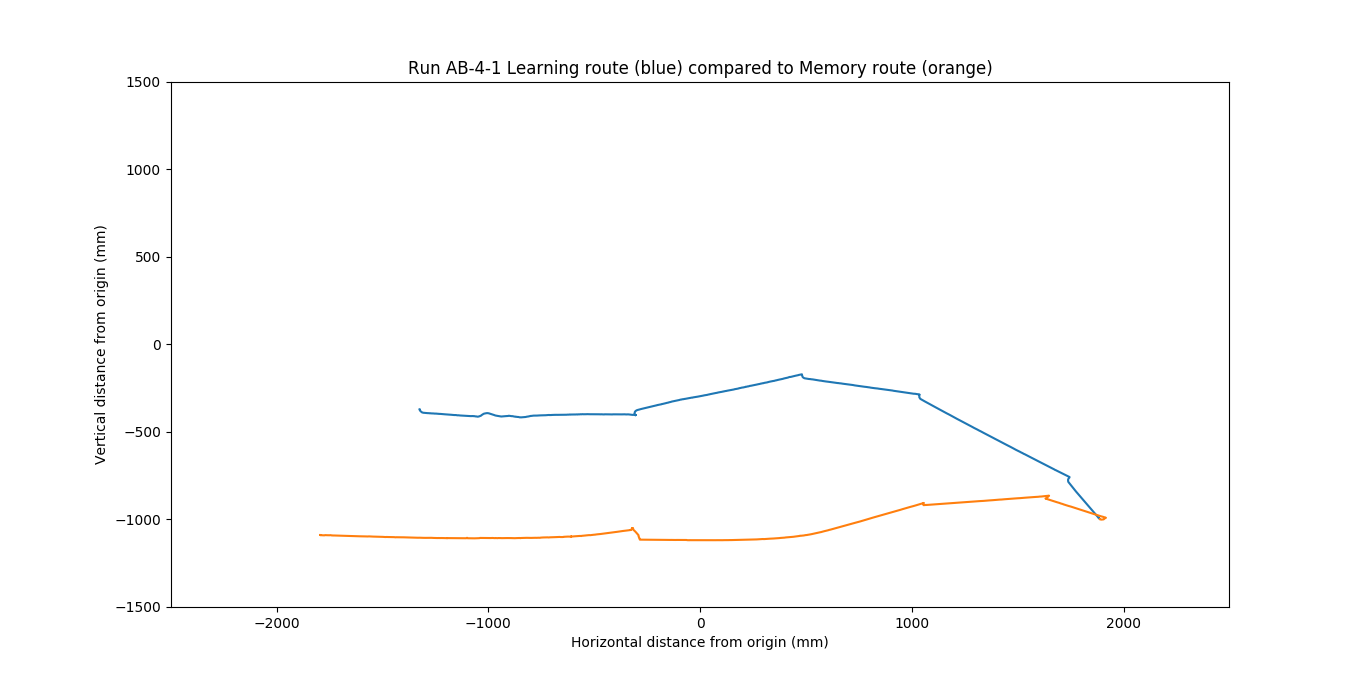 Run AB-4-1 Learning route (blue) compared to Memory route (orange)
1500
1000
500
0
−500
−1000
−1500
Vertical distance from origin (mm)
−2000 −1000 0 1000 2000
Horizontal distance from origin (mm)